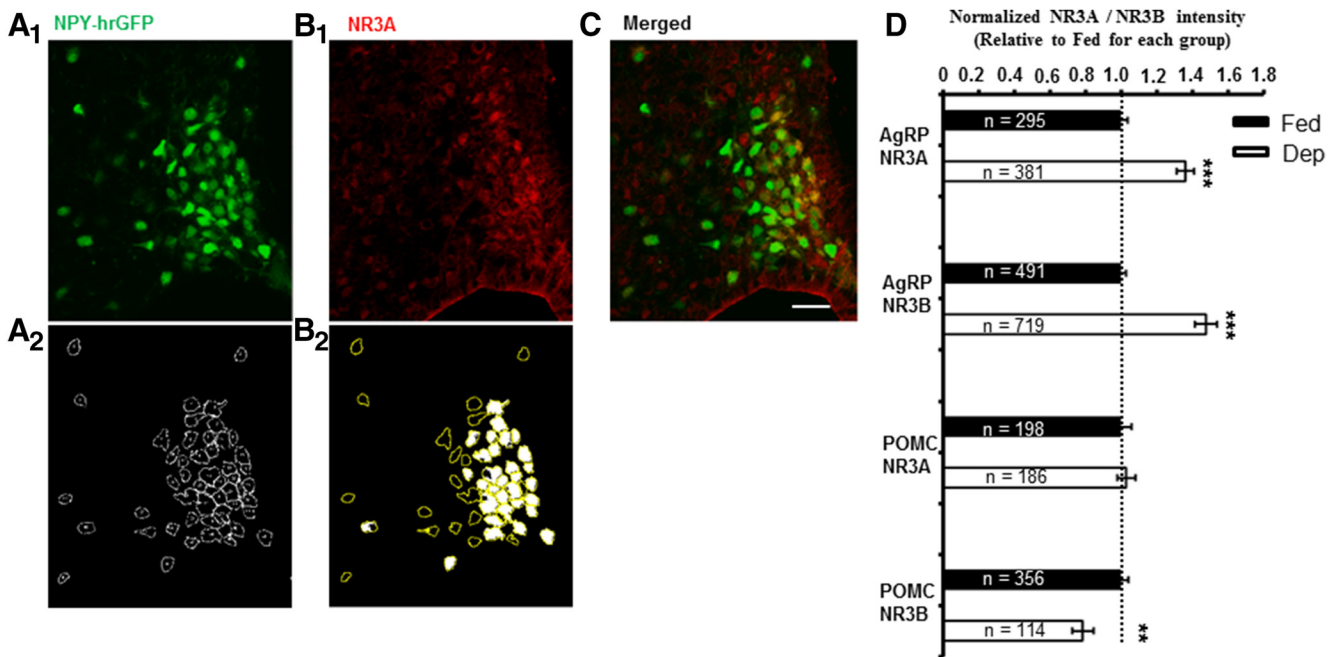 A1 NPY-hrGFP
B1 NR3A
C Merged
A2
B2
D
Normalized NR3A / NR3B intensity
(Relative to Fed for each group)
0 0.2 0.4 0.6 0.8 1.0 1.2 1.4 1.6 1.8
Fed
Dep
AgRP
NR3A
n = 295
n = 381
***
AgRP
NR3B
n = 491
n = 719
***
POMC
NR3A
n = 198
n = 186
POMC
NR3B
n = 356
n = 114
**